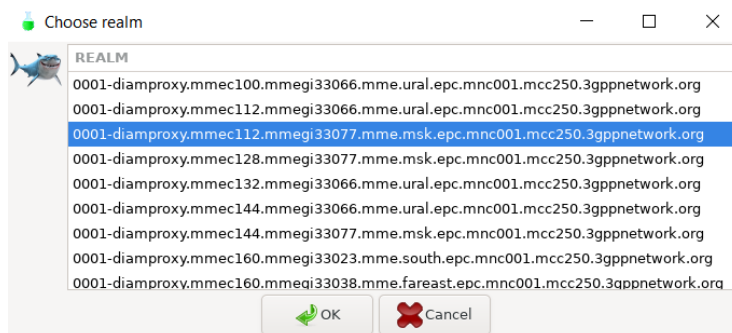 Choose realm
REALM
0001-diamproxy.mmec100.mmegi33066.mme.ural.epc.mnc001.mcc250.3gppnetwork.org
0001-diamproxy.mmec112.mmegi33066.mme.ural.epc.mnc001.mcc250.3gppnetwork.org
0001-diamproxy.mmec112.mmegi33077.mme.msk.epc.mnc001.mcc250.3gppnetwork.org
0001-diamproxy.mmec128.mmegi33077.mme.msk.epc.mnc001.mcc250.3gppnetwork.org
0001-diamproxy.mmec132.mmegi33066.mme.ural.epc.mnc001.mcc250.3gppnetwork.org
0001-diamproxy.mmec144.mmegi33066.mme.ural.epc.mnc001.mcc250.3gppnetwork.org
0001-diamproxy.mmec144.mmegi33077.mme.msk.epc.mnc001.mcc250.3gppnetwork.org
0001-diamproxy.mmec160.mmegi33023.mme.south.epc.mnc001.mcc250.3gppnetwork.org
0001-diamproxy.mmec160.mmegi33038.mme.fareast.epc.mnc001.mcc250.3gppnetwork.org
OK Cancel